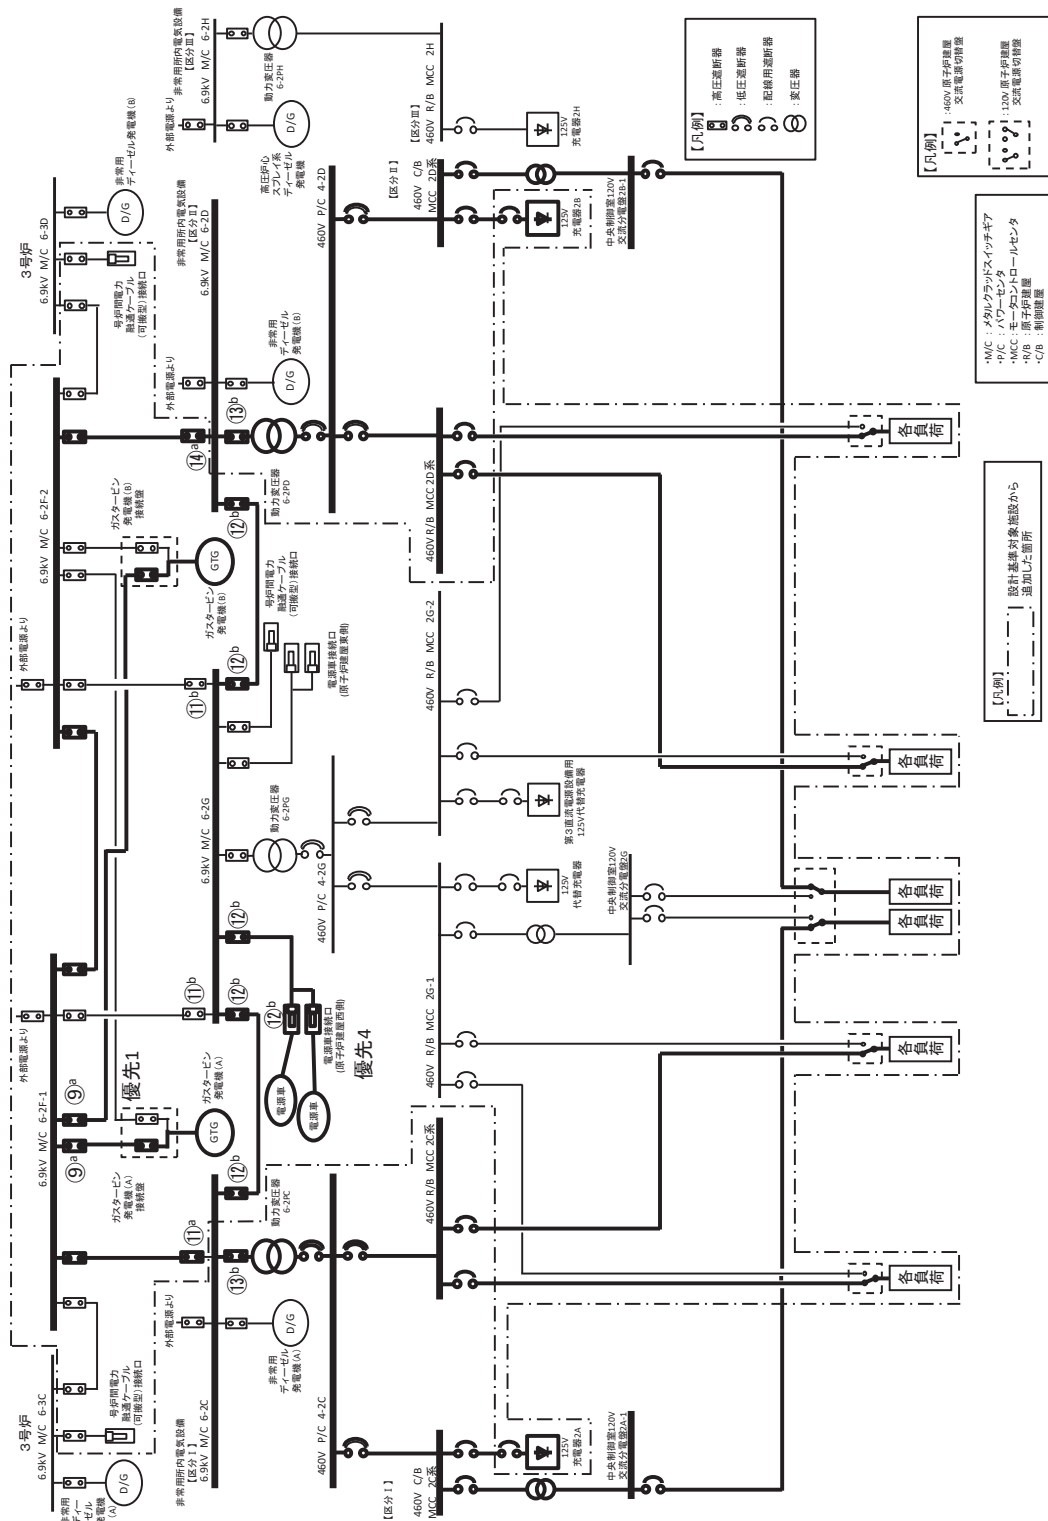 3号炉
6.9kV M/C 6-3C
非常用
ディーゼル
発電機
(A)
D/G
号炉間電力
融通ケーブル
(可搬型)接続口
外部電源より
6.9kV M/C 6-2F-1
⑨a
⑨a
優先1
ガスタービン
発電機(A)
接続盤
GTG
ガスタービン
発電機(A)
外部電源より
6.9kV M/C 6-2F-2
ガスタービン
発電機(B)
接続盤
GTG
ガスタービン
発電機(B)
3号炉
6.9kV M/C 6-3D
号炉間電力
融通ケーブル
(可搬型)接続口
非常用
ディーゼル発電機(B)
D/G
非常用所内電気設備
【区分Ⅰ】
6.9kV M/C 6-2C
外部電源より
⑪a
⑪b
⑪b
⑭a
非常用
ディーゼル
発電機(A)
D/G
⑬b
動力変圧器
6-2PC
⑫b
⑫b
⑫b
6.9kV M/C 6-2G
⑫b
電源車
電源車
電源車接続口
(原子炉建屋西側)
優先4
動力変圧器
6-2PG
号炉間電力
融通ケーブル
(可搬型)接続口
電源車接続口
(原子炉建屋東側)
⑫b
⑫b
動力変圧器
6-2PD
⑬b
非常用所内電気設備
【区分Ⅱ】
6.9kV M/C 6-2D
外部電源より
非常用
ディーゼル
発電機(B)
D/G
非常用所内電気設備
【区分Ⅲ】
6.9kV M/C 6-2H
外部電源より
高圧炉心
スプレイ系
ディーゼル
発電機
D/G
動力変圧器
6-2PH
460V P/C 4-2C
460V P/C 4-2G
460V P/C 4-2D
【区分Ⅰ】
460V C/B
MCC 2C系
460V R/B MCC 2C系
460V R/B MCC 2G-1
460V R/B MCC 2G-2
460V R/B MCC 2D系
【区分Ⅱ】
460V C/B
MCC 2D系
【区分Ⅲ】
460V R/B MCC 2H
125V
充電器2A
125V
代替充電器
第3直流電源設備用
125V代替充電器
125V
充電器2B
125V
充電器2H
中央制御室120V
交流分電盤2A-1
中央制御室120V
交流分電盤2G
中央制御室120V
交流分電盤2B-1
各負荷
各負荷
各負荷
各負荷
各負荷
各負荷
【凡例】
:高圧遮断器
:低圧遮断器
:配線用遮断器
:変圧器
【凡例】
:460V 原子炉建屋
交流電源切替盤
:120V 原子炉建屋
交流電源切替盤
・M/C :メタルクラッドスイッチギア
・P/C :パワーセンタ
・MCC :モータコントロールセンタ
・R/B :原子炉建屋
・C/B :制御建屋
【凡例】
設計基準対象施設から
追加した箇所